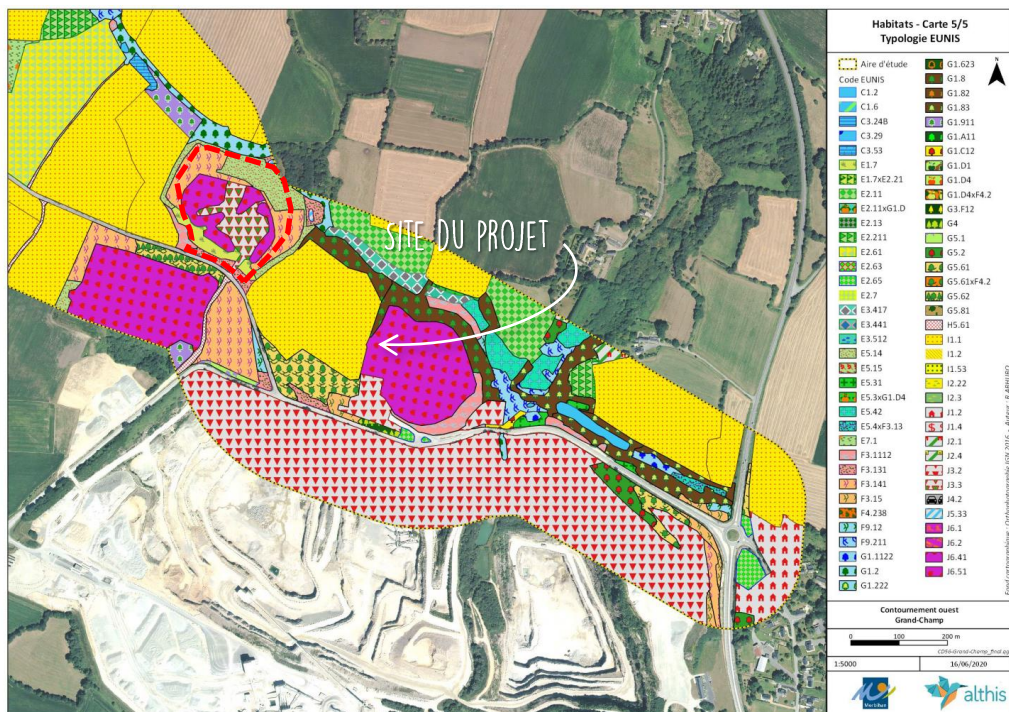 SITE DU PROJET
Habitats - Carte 5/5
Typologie EUNIS
Aire d'étude
Code EUNIS
C1.2
C1.6
C3.24B
C3.29
C3.53
E1.7
E1.7xE2.21
E2.11
E2.11xG1.D
E2.13
E2.211
E2.61
E2.63
E2.65
E2.7
E3.417
E3.441
E3.512
E5.14
E5.15
E5.31
E5.3xG1.D4
E5.42
E5.4xF3.13
E7.1
F3.1112
F3.131
F3.141
F3.15
F4.238
F9.12
F9.211
G1.1122
G1.2
G1.222
G1.623
G1.8
G1.82
G1.83
G1.911
G1.A11
G1.C12
G1.D1
G1.D4
G1.D4xF4.2
G3.F12
G4
G5.1
G5.2
G5.61
G5.61xF4.2
G5.62
G5.81
H5.61
I1.1
I1.2
I1.53
I2.22
I2.3
J1.2
J1.4
J2.1
J2.4
J3.2
J3.3
J4.2
J5.33
J6.1
J6.2
J6.41
J6.51
N
Fond cartographique : Orthophotographie IGN 2016 - Auteur :
Contournement ouest
Grand-Champ
0 100 200 m
1:5000
16/06/2020
Morbihan
althis